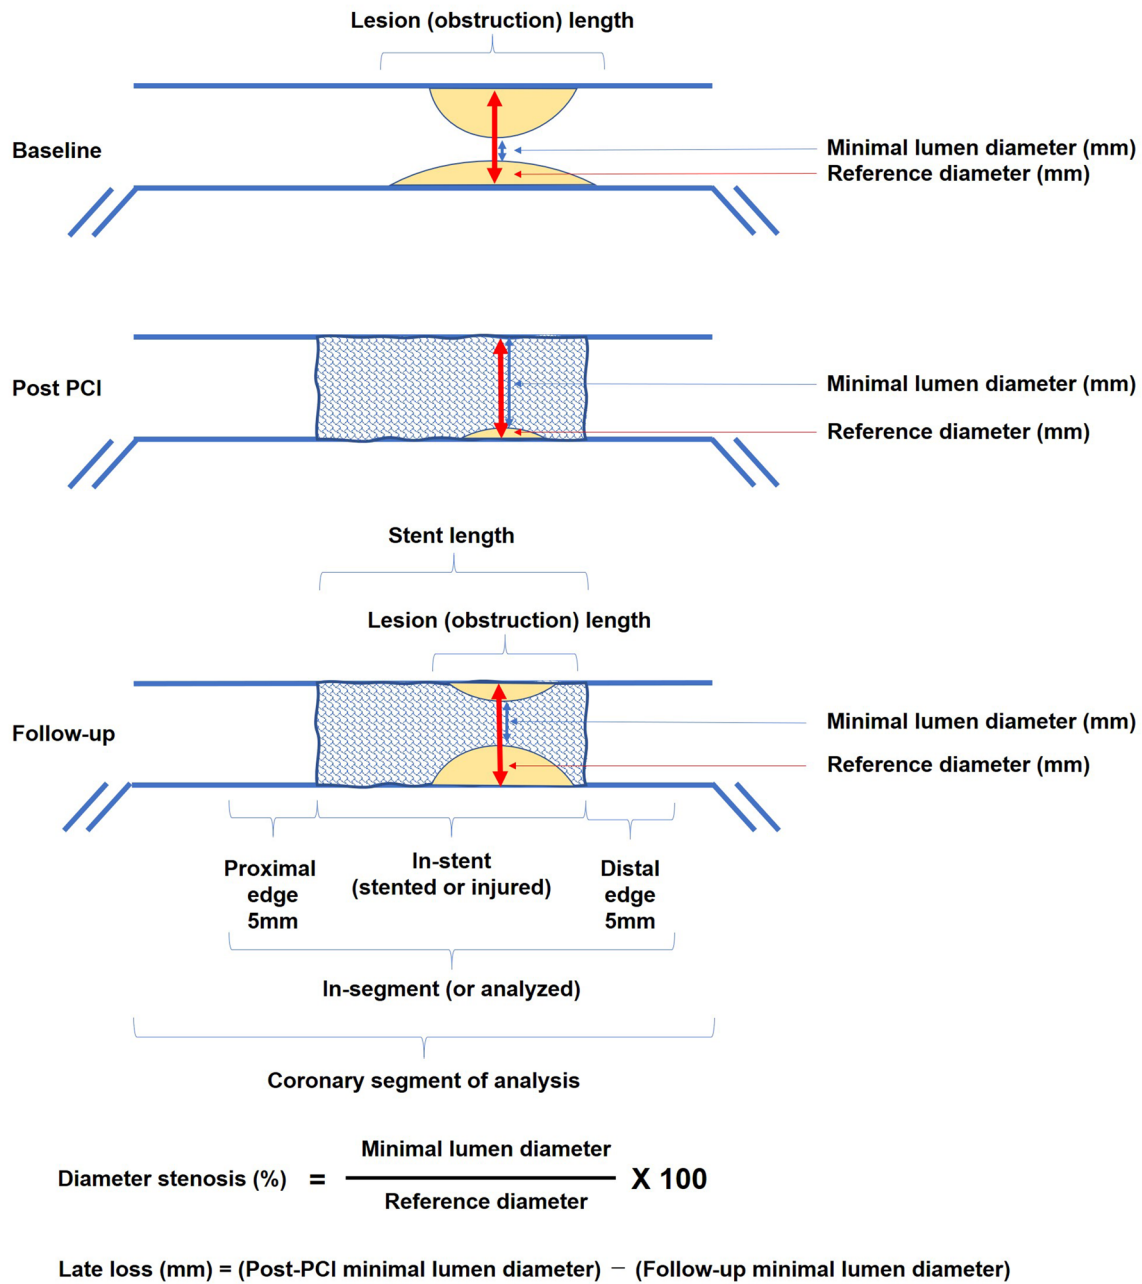 Lesion (obstruction) length
Baseline
Minimal lumen diameter (mm)
Reference diameter (mm)
Post PCI
Minimal lumen diameter (mm)
Reference diameter (mm)
Stent length
Lesion (obstruction) length
Follow-up
Minimal lumen diameter (mm)
Reference diameter (mm)
Proximal
edge
5mm
In-stent
(stented or injured)
Distal
edge
5mm
In-segment (or analyzed)
Coronary segment of analysis
Minimal lumen diameter
Diameter stenosis (%) = X 100
Reference diameter
Late loss (mm) = (Post-PCI minimal lumen diameter) − (Follow-up minimal lumen diameter)